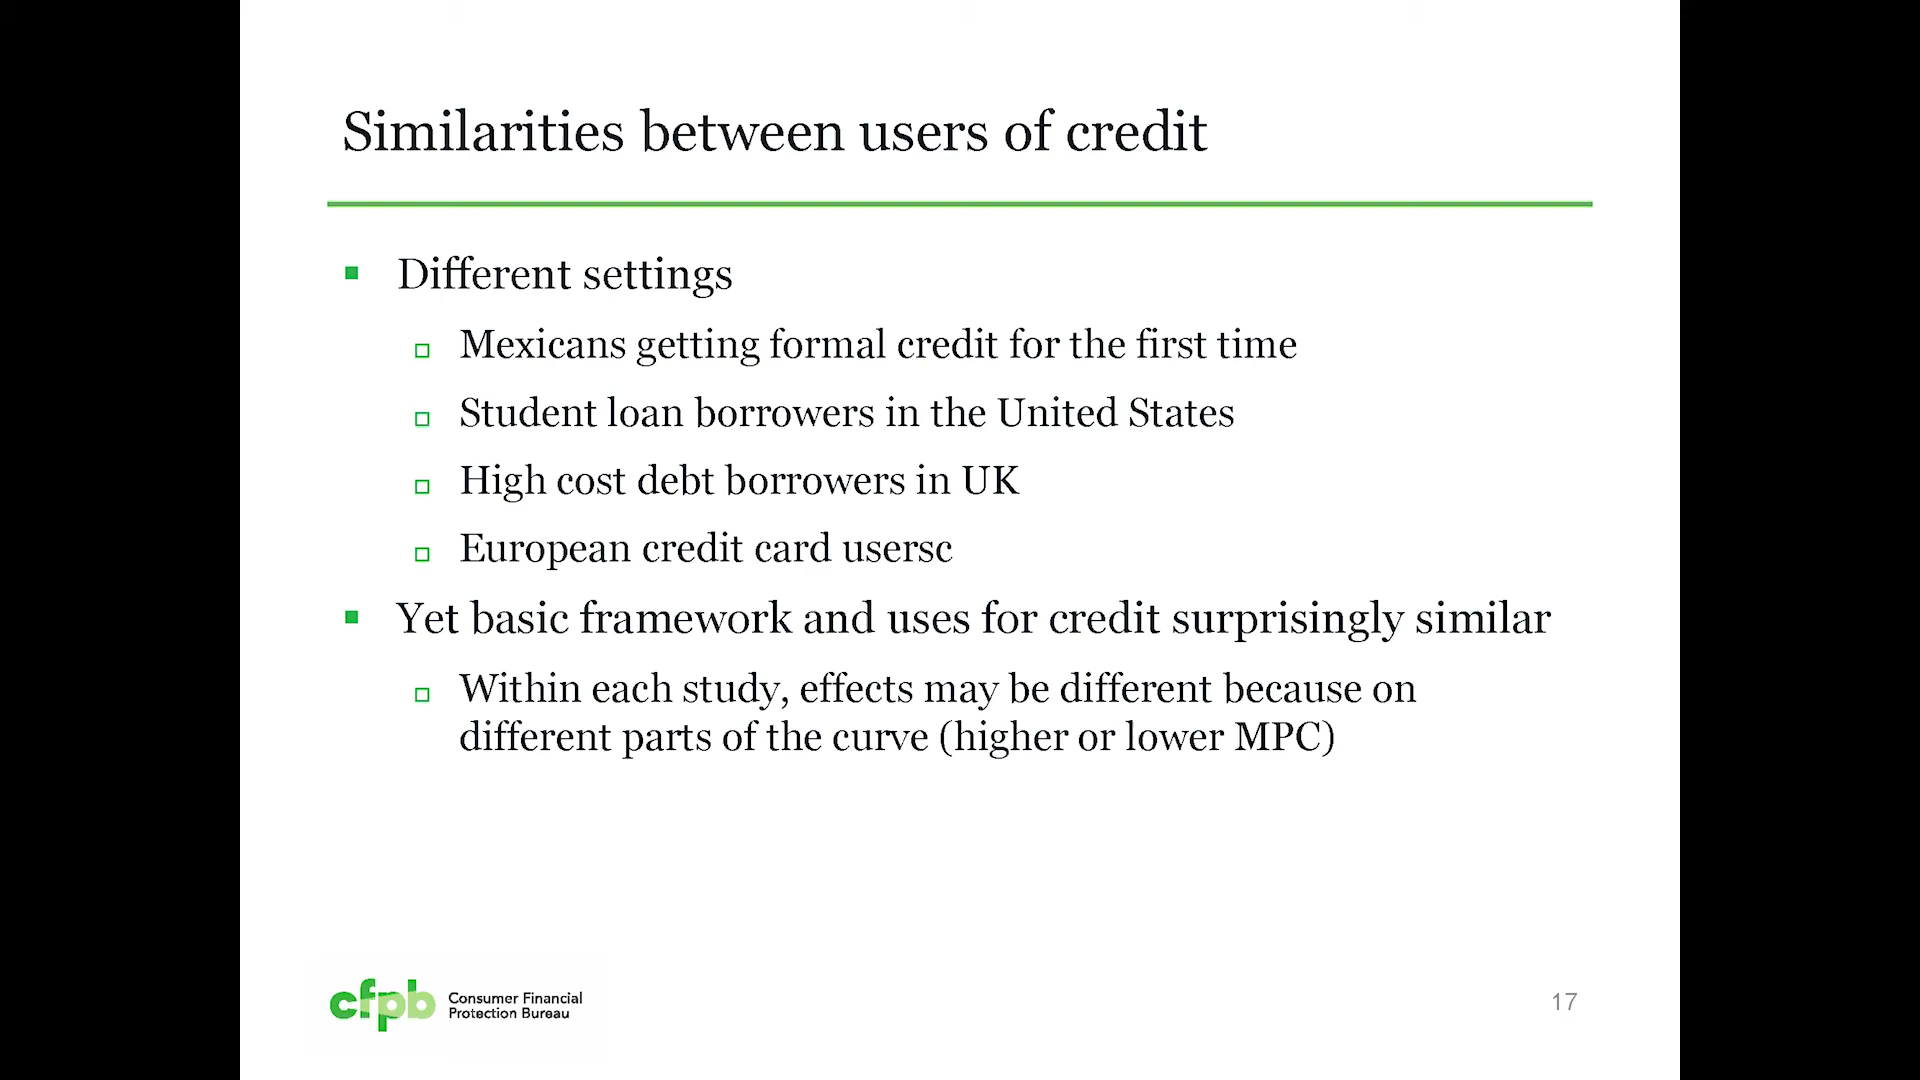 Similarities between users of credit
Different settings
Mexicans getting formal credit for the first time
Student loan borrowers in the United States
High cost debt borrowers in UK
European credit card usersc
Yet basic framework and uses for credit surprisingly similar
Within each study, effects may be different because on
different parts of the curve (higher or lower MPC)
cfpb
Consumer Financial
Protection Bureau
17